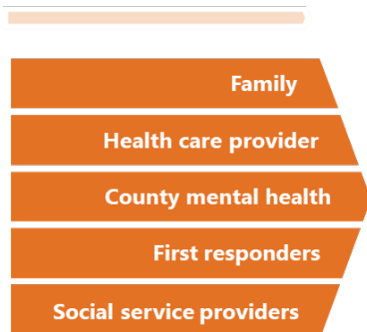 Family
Health care provider
County mental health
First responders
Social service providers